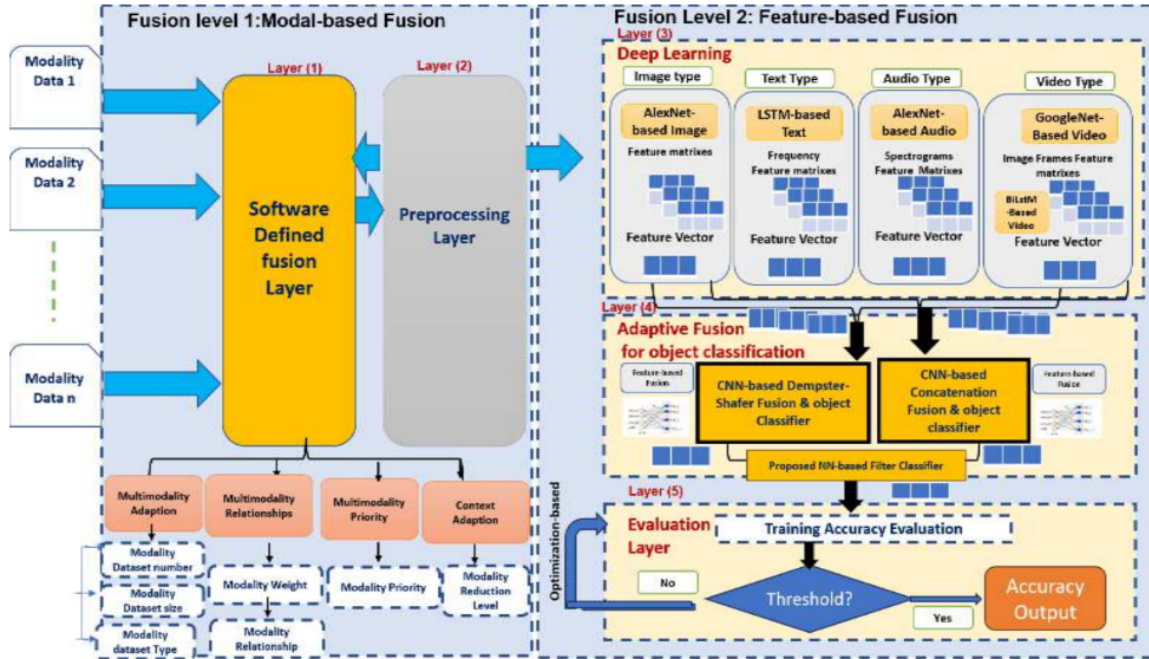 Fusion level 1:Modal-based Fusion
Modality
Data 1
Modality
Data 2
Modality
Data n
Layer (1)
Software
Defined
fusion
Layer
Layer (2)
Preprocessing
Layer
Multimodality
Adaption
Multimodality
Relationships
Multimodality
Priority
Context
Adaption
Modality
Dataset number
Modality
Dataset size
Modality
dataset Type
Modality Weight
Modality
Relationship
Modality Priority
Modality
Reduction
Level
Fusion Level 2: Feature-based Fusion
Layer (3)
Deep Learning
Image type
AlexNet-
based Image
Feature matrixes
Feature Vector
Text Type
LSTM-based
Text
Frequency
Feature matrixes
Feature Vector
Audio Type
AlexNet-
based Audio
Spectrograms
Feature Matrixes
Feature Vector
Video Type
GoogleNet-
Based Video
Image Frames Feature
matrixes
BiLstM
-Based
Video
Feature Vector
Layer (4)
Adaptive Fusion
for object classification
Feature-based
Fusion
CNN-based Dempster-
Shafer Fusion & object
Classifier
CNN-based
Concatenation
Fusion & object
classifier
Feature-based
Fusion
Proposed NN-based Filter Classifier
Layer (5)
Evaluation
Layer
Training Accuracy Evaluation
Optimization-based
No
Threshold?
Yes
Accuracy
Output